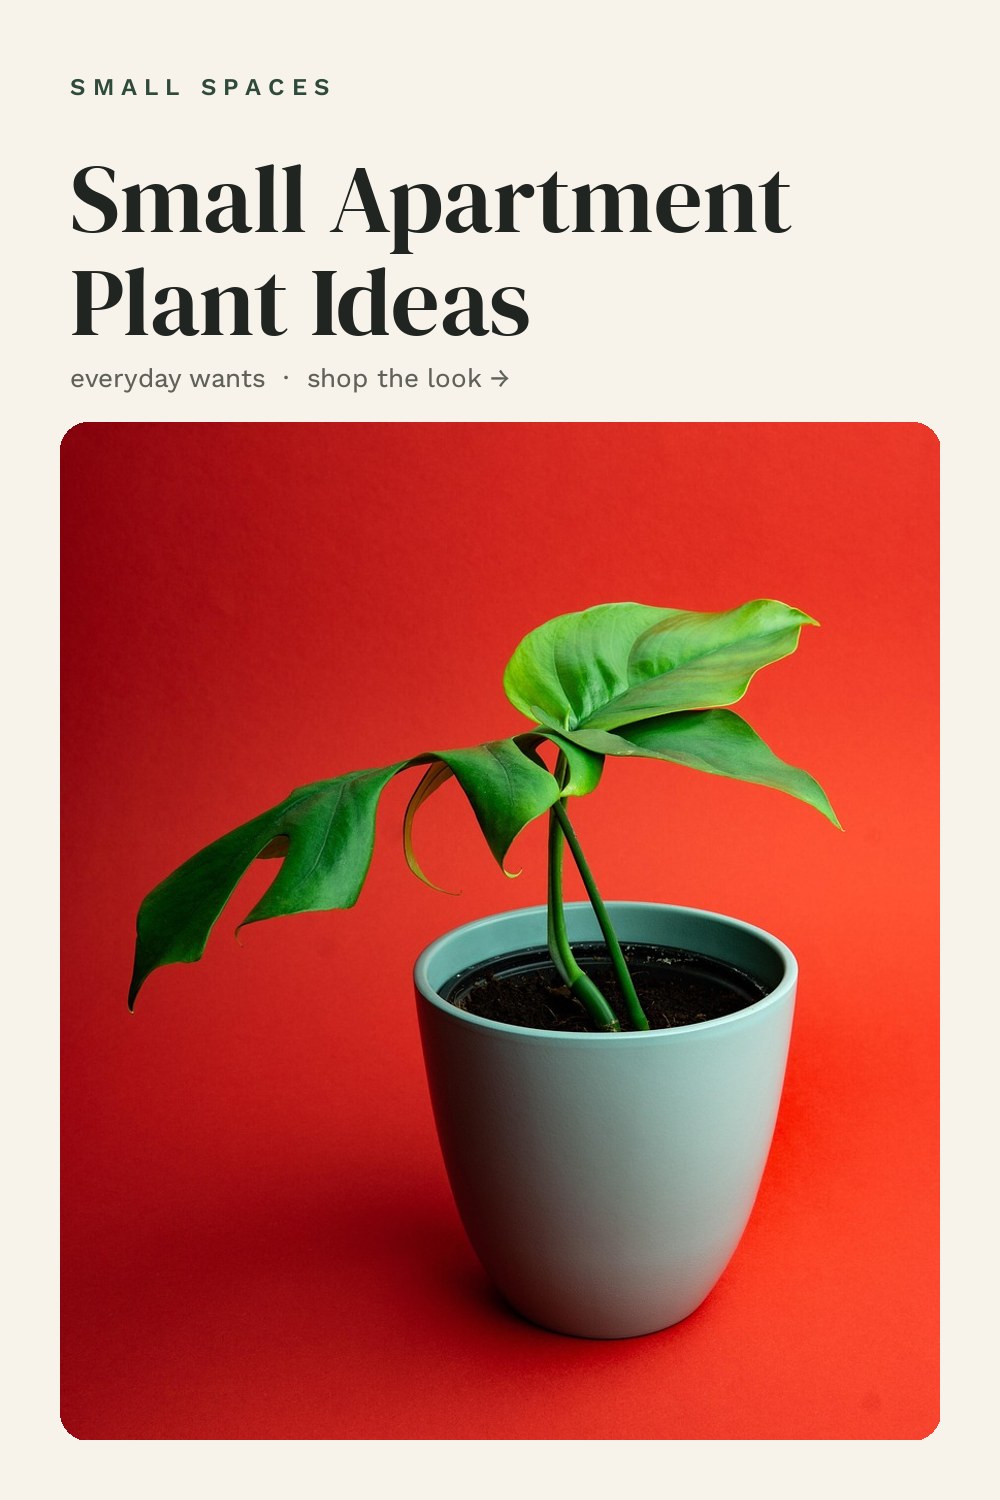 SMALL SPACES
Small Apartment
Plant Ideas
everyday wants · shop the look →